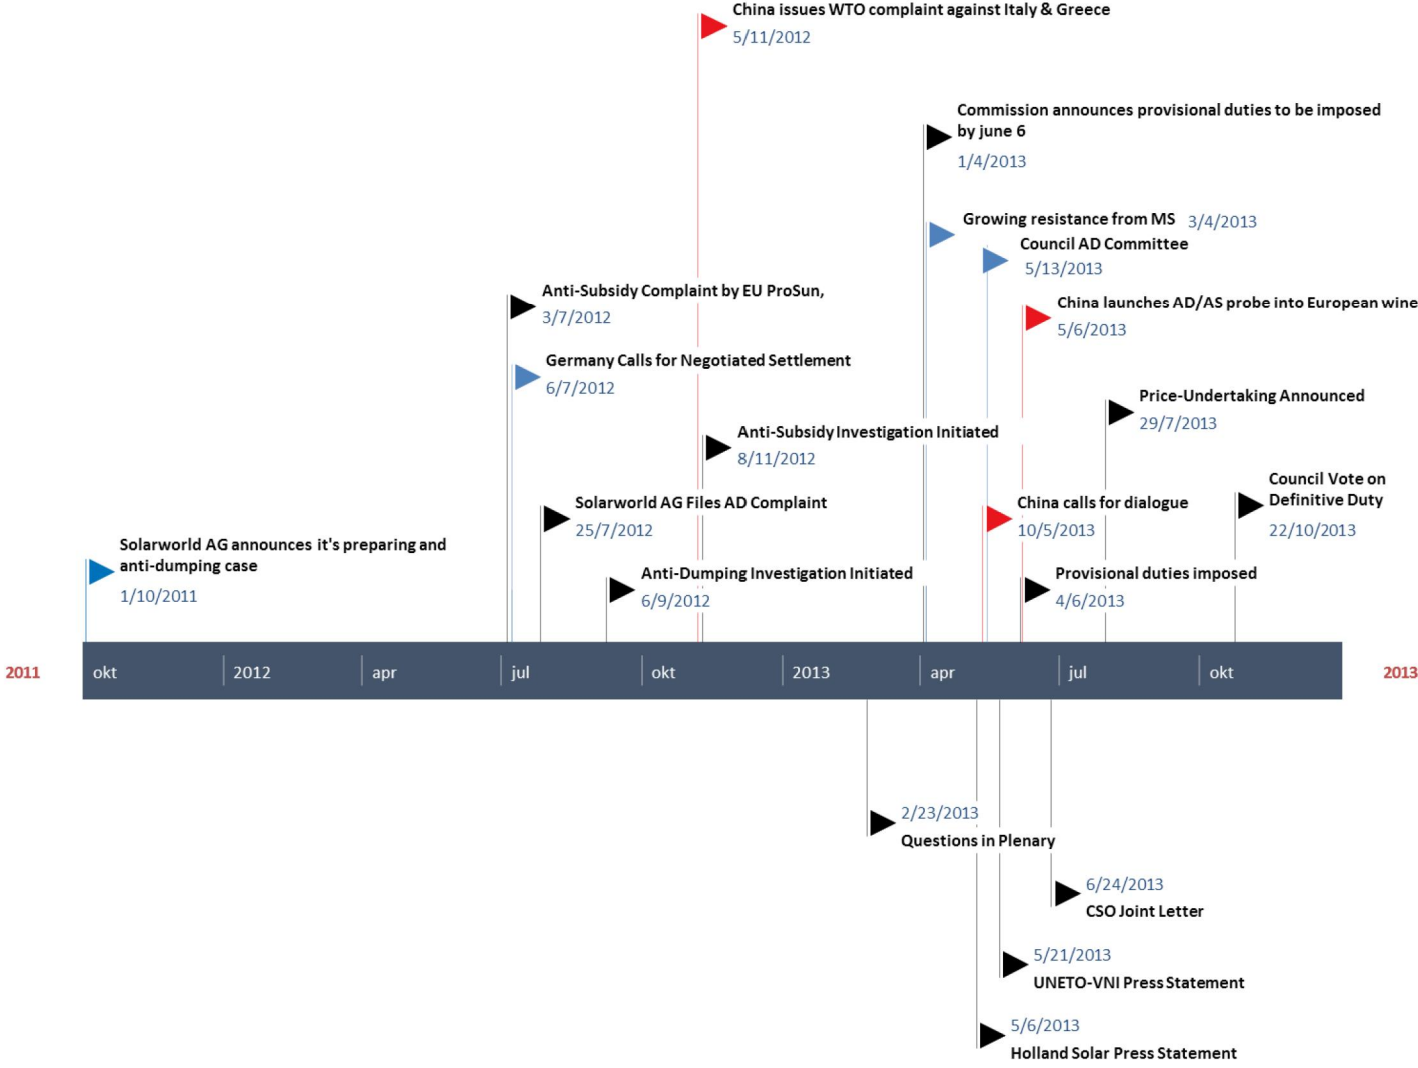 China issues WTO complaint against Italy & Greece
5/11/2012
Commission announces provisional duties to be imposed
by june 6
1/4/2013
Growing resistance from MS 3/4/2013
Council AD Committee
5/13/2013
Anti-Subsidy Complaint by EU ProSun,
3/7/2012
China launches AD/AS probe into European wine
5/6/2013
Germany Calls for Negotiated Settlement
6/7/2012
Price-Undertaking Announced
29/7/2013
Anti-Subsidy Investigation Initiated
8/11/2012
Council Vote on
Definitive Duty
22/10/2013
Solarworld AG Files AD Complaint
25/7/2012
China calls for dialogue
10/5/2013
Solarworld AG announces it's preparing and
anti-dumping case
1/10/2011
Anti-Dumping Investigation Initiated
6/9/2012
Provisional duties imposed
4/6/2013
2011 okt 2012 apr jul okt 2013 apr jul okt 2013
2/23/2013
Questions in Plenary
6/24/2013
CSO Joint Letter
5/21/2013
UNETO-VNI Press Statement
5/6/2013
Holland Solar Press Statement